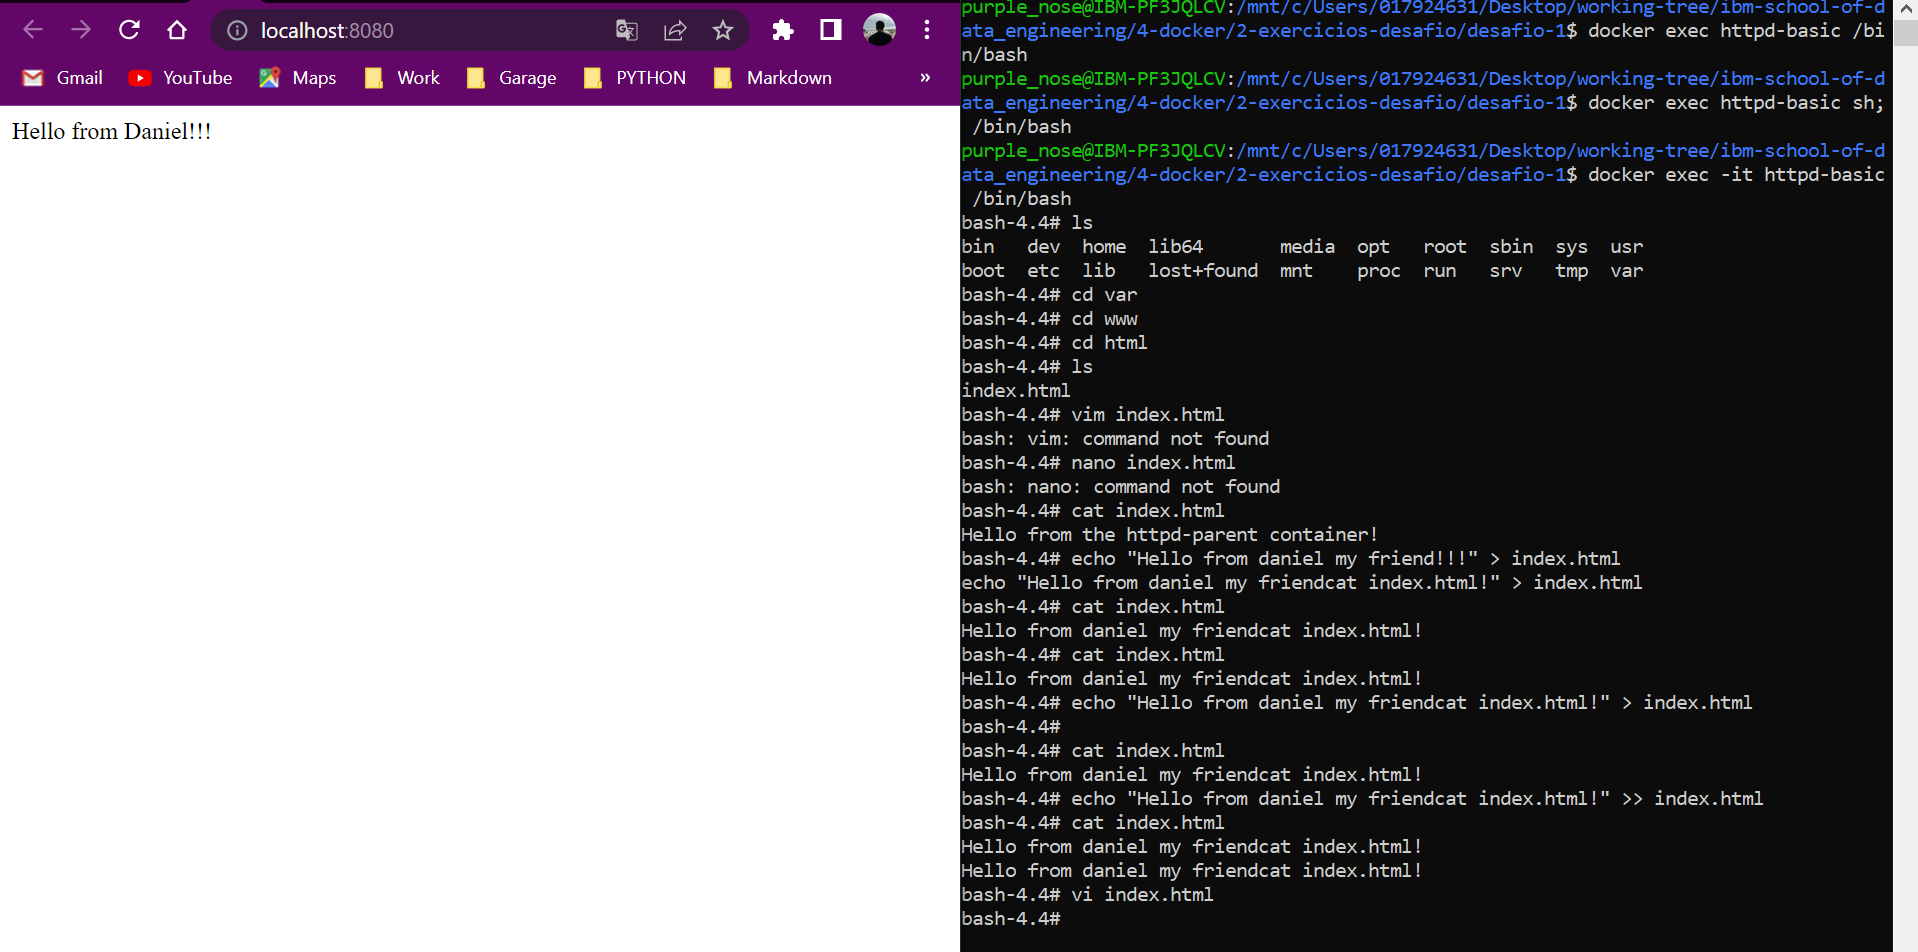 localhost:8080
Gmail YouTube Maps Work Garage PYTHON Markdown »
Hello from Daniel!!!
purple_nose@IBM-PF3JQLCV:/mnt/c/Users/017924631/Desktop/working-tree/ibm-school-of-d
ata_engineering/4-docker/2-exercicios-desafio/desafio-1$ docker exec httpd-basic /bi
n/bash
purple_nose@IBM-PF3JQLCV:/mnt/c/Users/017924631/Desktop/working-tree/ibm-school-of-d
ata_engineering/4-docker/2-exercicios-desafio/desafio-1$ docker exec httpd-basic sh;
/bin/bash
purple_nose@IBM-PF3JQLCV:/mnt/c/Users/017924631/Desktop/working-tree/ibm-school-of-d
ata_engineering/4-docker/2-exercicios-desafio/desafio-1$ docker exec -it httpd-basic
/bin/bash
bash-4.4# ls
bin dev home lib64 media opt root sbin sys usr
boot etc lib lost+found mnt proc run srv tmp var
bash-4.4# cd var
bash-4.4# cd www
bash-4.4# cd html
bash-4.4# ls
index.html
bash-4.4# vim index.html
bash: vim: command not found
bash-4.4# nano index.html
bash: nano: command not found
bash-4.4# cat index.html
Hello from the httpd-parent container!
bash-4.4# echo "Hello from daniel my friend!!!" > index.html
echo "Hello from daniel my friendcat index.html!" > index.html
bash-4.4# cat index.html
Hello from daniel my friendcat index.html!
bash-4.4# cat index.html
Hello from daniel my friendcat index.html!
bash-4.4# echo "Hello from daniel my friendcat index.html!" > index.html
bash-4.4#
bash-4.4# cat index.html
Hello from daniel my friendcat index.html!
bash-4.4# echo "Hello from daniel my friendcat index.html!" >> index.html
bash-4.4# cat index.html
Hello from daniel my friendcat index.html!
Hello from daniel my friendcat index.html!
bash-4.4# vi index.html
bash-4.4#